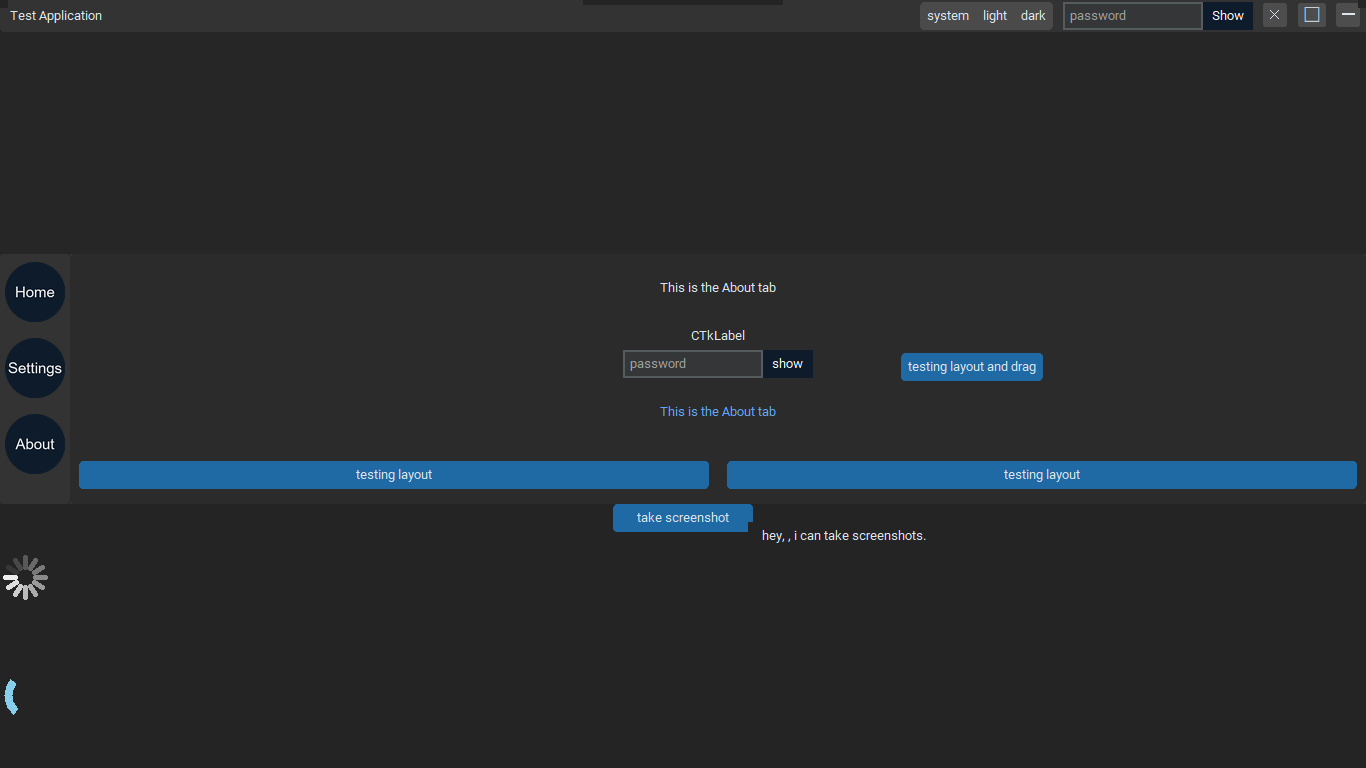 Test Application
system light dark password Show
Home
Settings
About
This is the About tab
CTkLabel
password show
testing layout and drag
This is the About tab
testing layout testing layout
take screenshot
hey, , i can take screenshots.